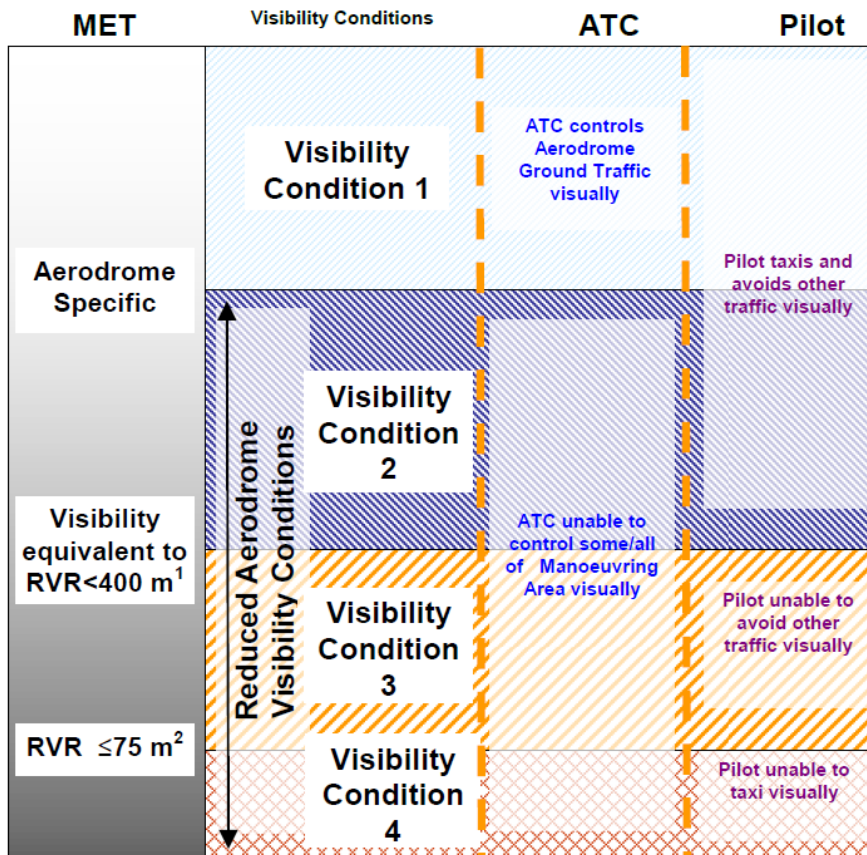 MET
Visibility Conditions
ATC
Pilot
Visibility
Condition 1
ATC controls
Aerodrome
Ground Traffic
visually
Aerodrome
Specific
Pilot taxis and
avoids other
traffic visually
Reduced Aerodrome
Visibility Conditions
Visibility
Condition
2
Visibility
equivalent to
RVR<400 m¹
ATC unable to
control some/all
of Manoeuvring
Area visually
Visibility
Condition
3
Pilot unable to
avoid other
traffic visually
RVR ≤75 m²
Visibility
Condition
4
Pilot unable to
taxi visually